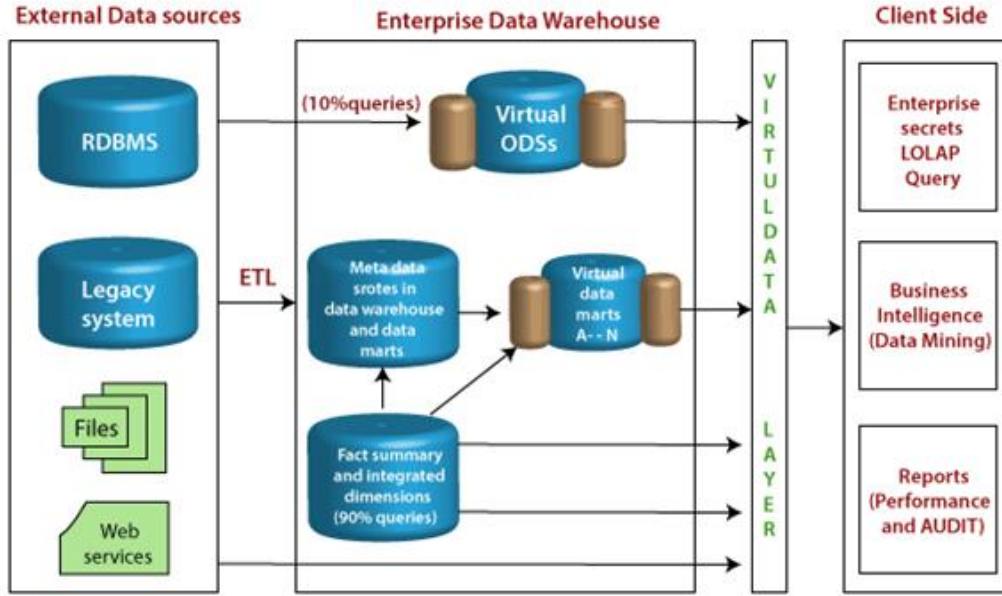 External Data sources
Enterprise Data Warehouse
Client Side
RDBMS
Legacy
system
Files
Web
services
(10%queries)
ETL
Virtual
ODSs
Meta data
srotes in
data warehouse
and data
marts
Virtual
data
marts
A- - N
Fact summary
and integrated
dimensions
(90% queries)
V
I
R
T
U
L
D
A
T
A
L
A
Y
E
R
Enterprise
secrets
LOLAP
Query
Business
Intelligence
(Data Mining)
Reports
(Performance
and AUDIT)